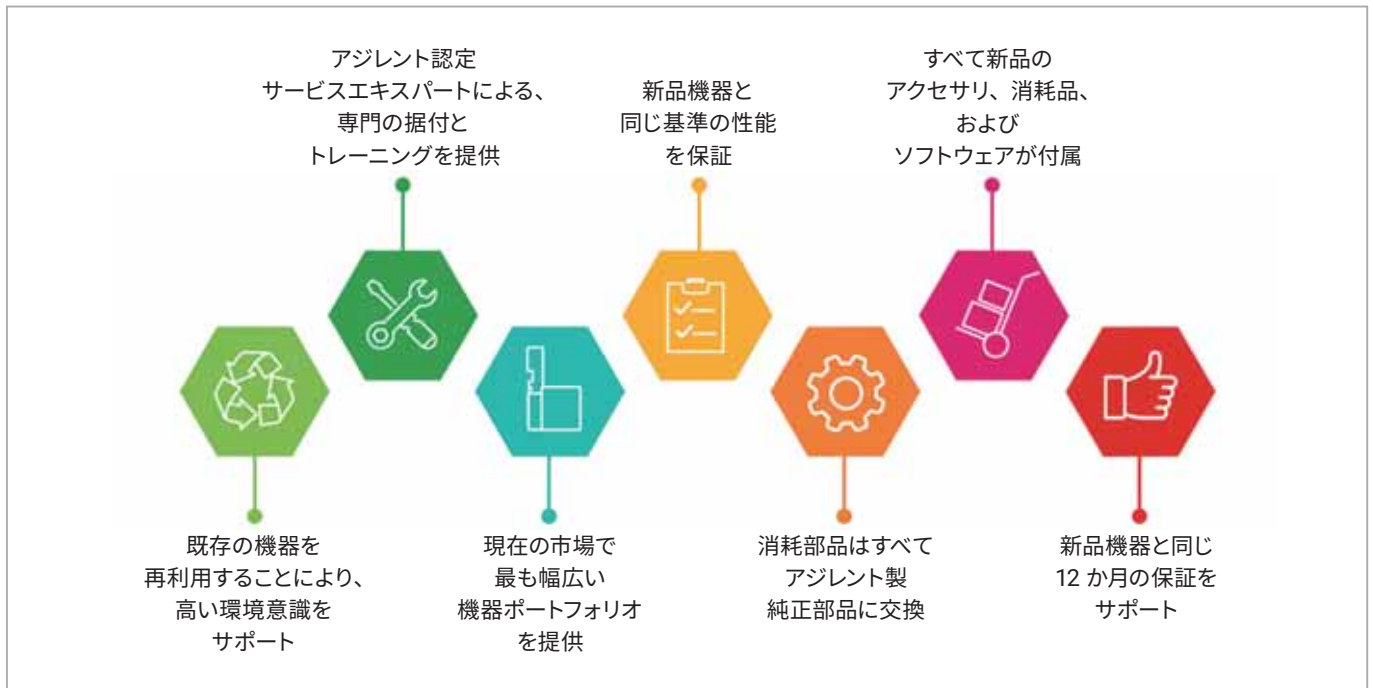 アジレント認定
サービスエキスパートによる、
専門の据付と
トレーニングを提供
新品機器と
同じ基準の性能
を保証
すべて新品の
アクセサリ、消耗品、
および
ソフトウェアが付属
既存の機器を
再利用することにより、
高い環境意識を
サポート
現在の市場で
最も幅広い
機器ポートフォリオ
を提供
消耗部品はすべて
アジレント製
純正部品に交換
新品機器と同じ
12 か月の保証を
サポート